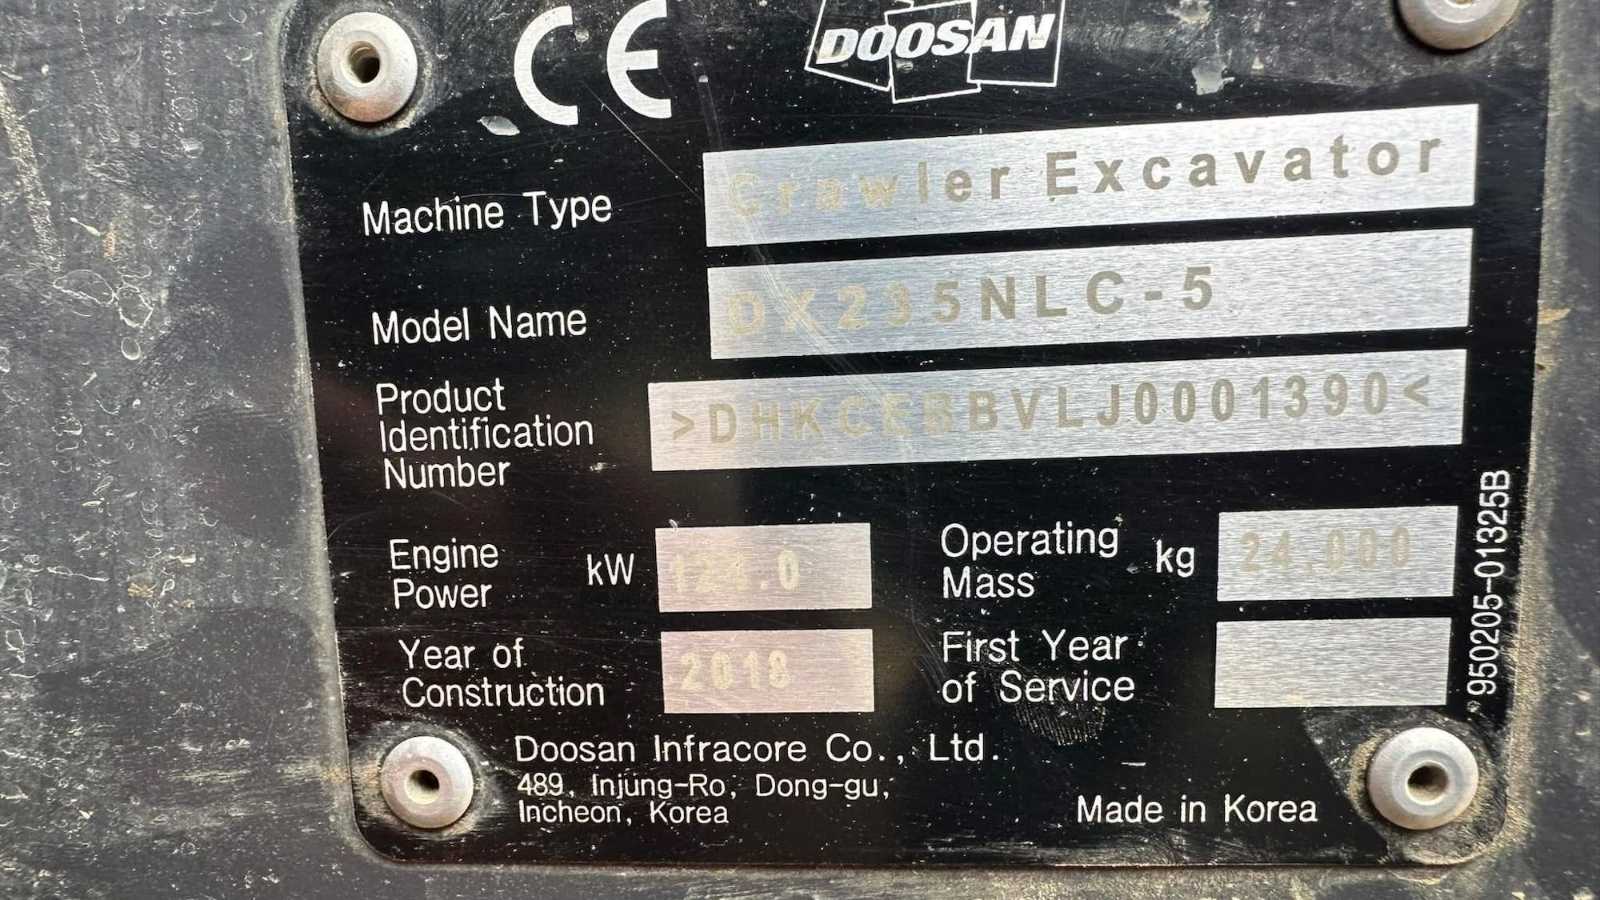 CE DOOSAN
Machine Type Crawler Excavator
Model Name DX235NLC-5
Product
Identification
Number
>DHKCEBBVLJ0001390<
Engine
Power
kW
Operating
Mass
kg 24.000
Year of
Construction
2018
First Year
of Service
Doosan Infracore Co., Ltd.
489, Injung-Ro, Dong-gu,
Incheon, Korea
Made in Korea
950205-01325B